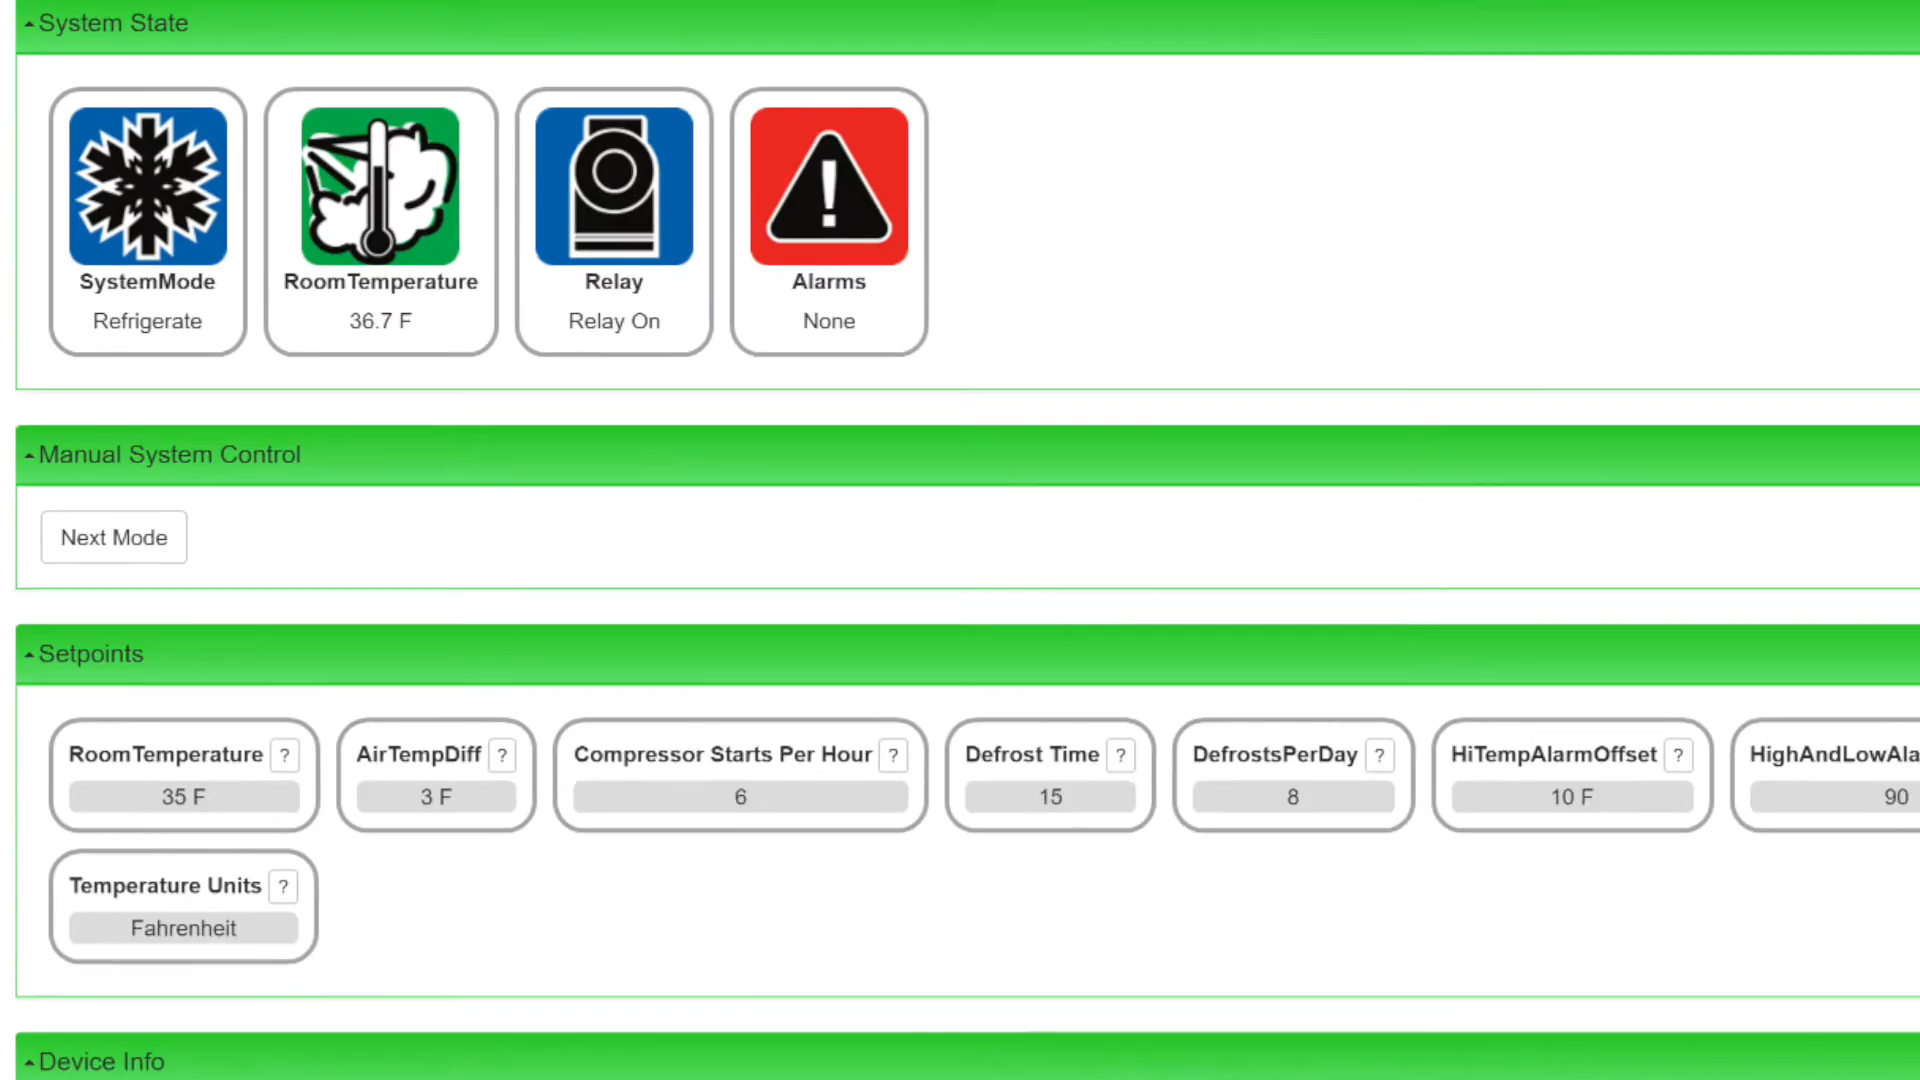 System State
SystemMode
Refrigerate
RoomTemperature
36.7 F
Relay
Relay On
Alarms
None
Manual System Control
Next Mode
Setpoints
RoomTemperature ?
35 F
AirTempDiff ?
3 F
Compressor Starts Per Hour ?
6
Defrost Time ?
15
DefrostsPerDay ?
8
HiTempAlarmOffset ?
10 F
HighAndLowAla
90
Temperature Units ?
Fahrenheit
Device Info